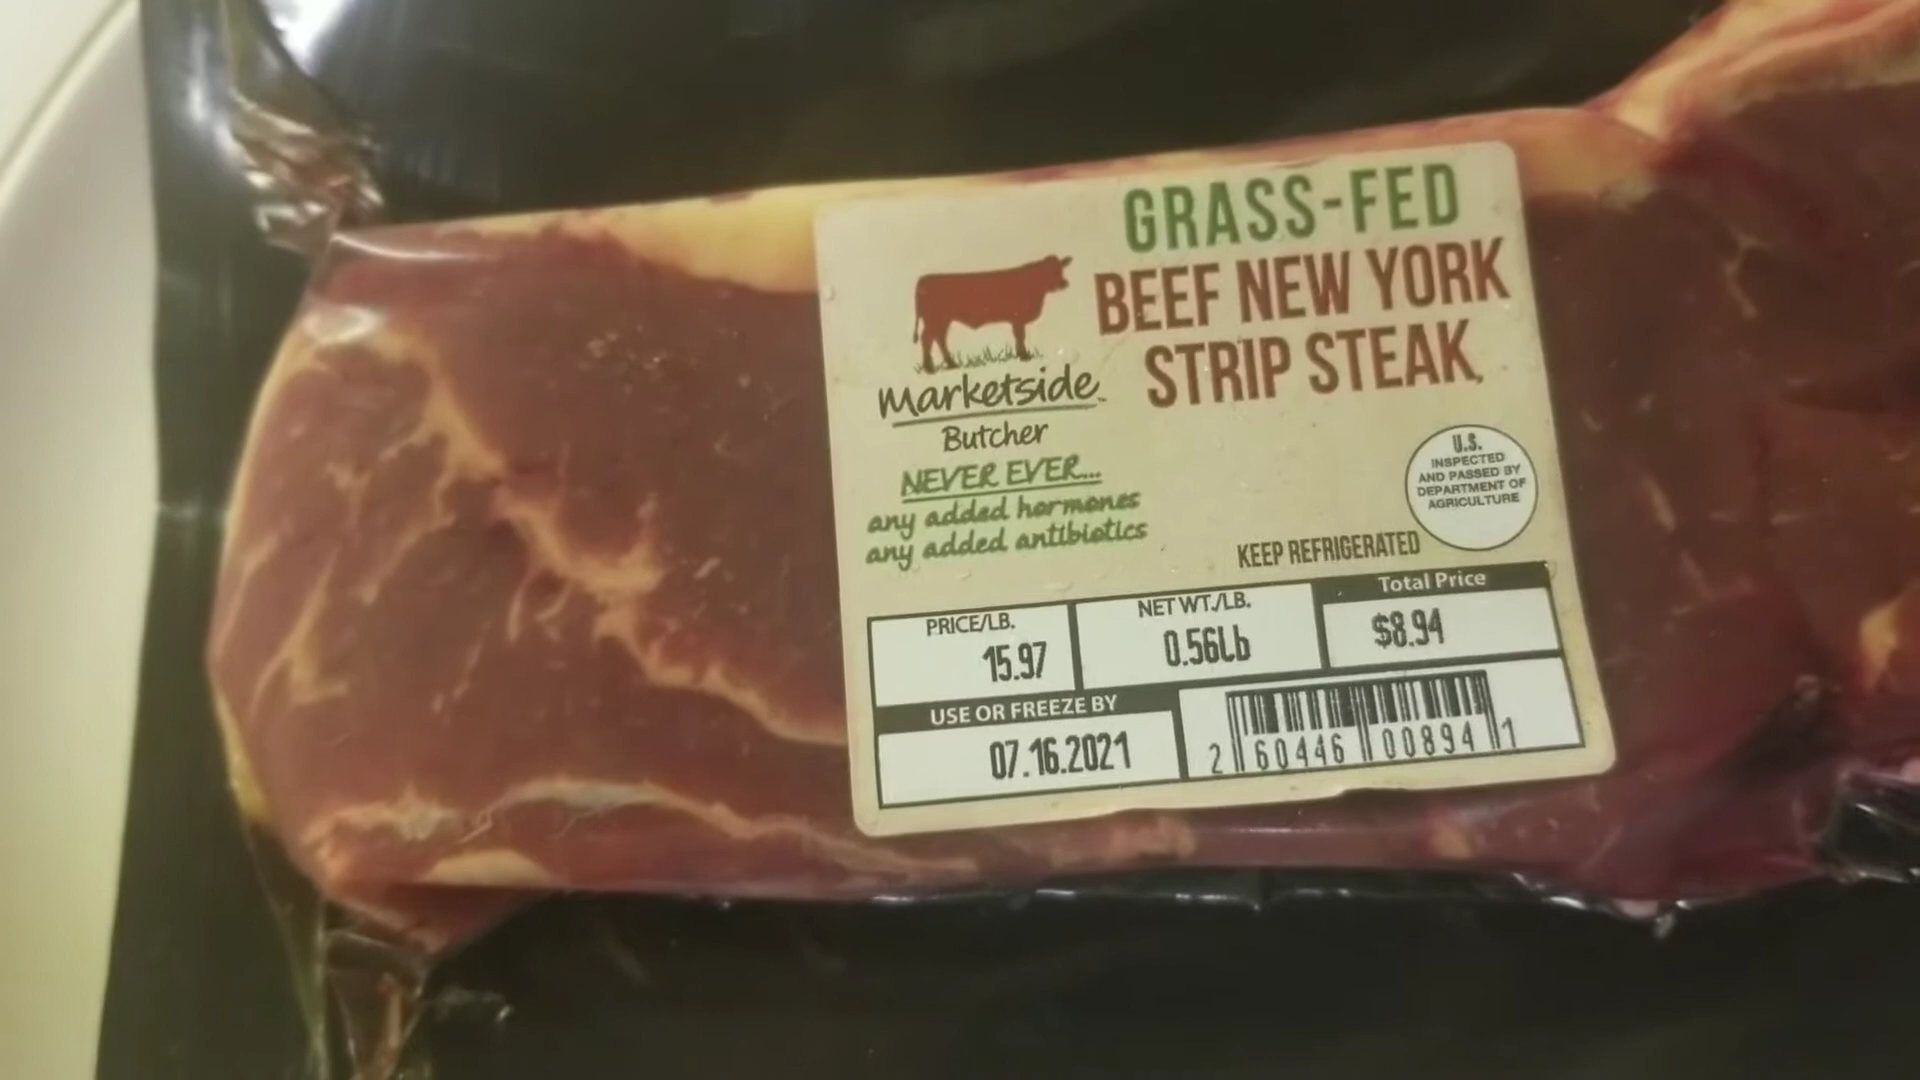 GRASS-FED
BEEF NEW YORK
STRIP STEAK
Marketside
Butcher
NEVER EVER...
any added hormones
any added antibiotics
U.S.
INSPECTED
AND PASSED BY
DEPARTMENT OF
AGRICULTURE
KEEP REFRIGERATED
PRICE/LB.
15.97
NET WT./LB.
0.56Lb
Total Price
$8.94
USE OR FREEZE BY
07.16.2021
2 60446 00894 1